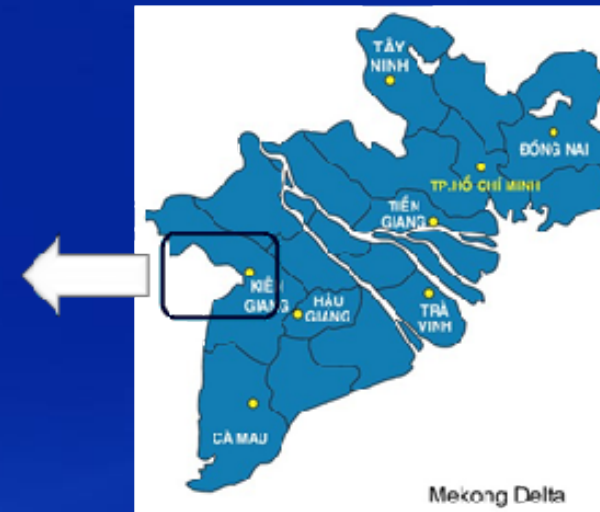 TÂY
NINH
ĐỒNG NAI
TP.HỒ CHÍ MINH
TIỀN
GIANG
KIÊN
GIANG
HẬU
GIANG
TRÀ
VINH
CÀ MAU
Mekong Delta